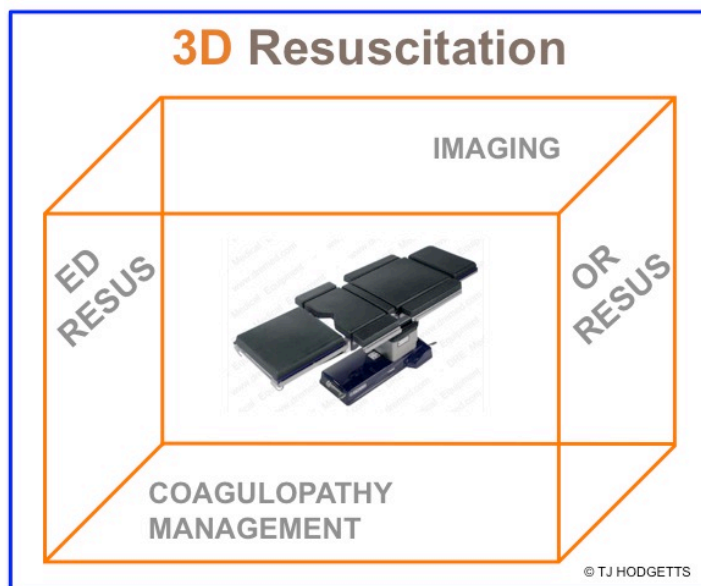 3D Resuscitation
IMAGING
ED
RESUS
OR
RESUS
COAGULOPATHY
MANAGEMENT
© TJ HODGETTS